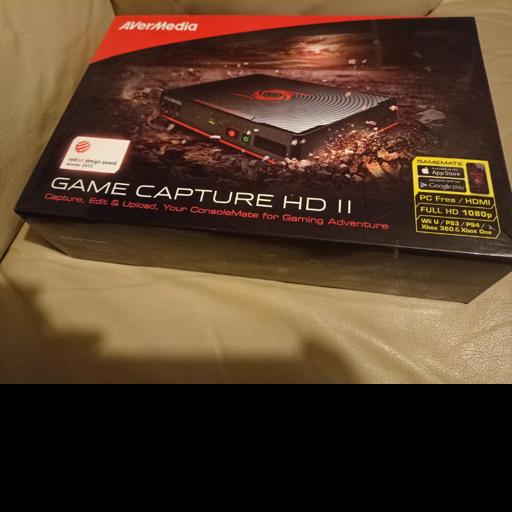 AVerMedia
reddot design award
winner 2013
GAME CAPTURE HD II
Capture, Edit & Upload, Your ConsoleMate for Gaming Adventure
GAMEMATE
App Store
Google play
PC Free / HDMI
FULL HD 1080p
Wii U / PS3 / PS4 /
Xbox 360 & Xbox One